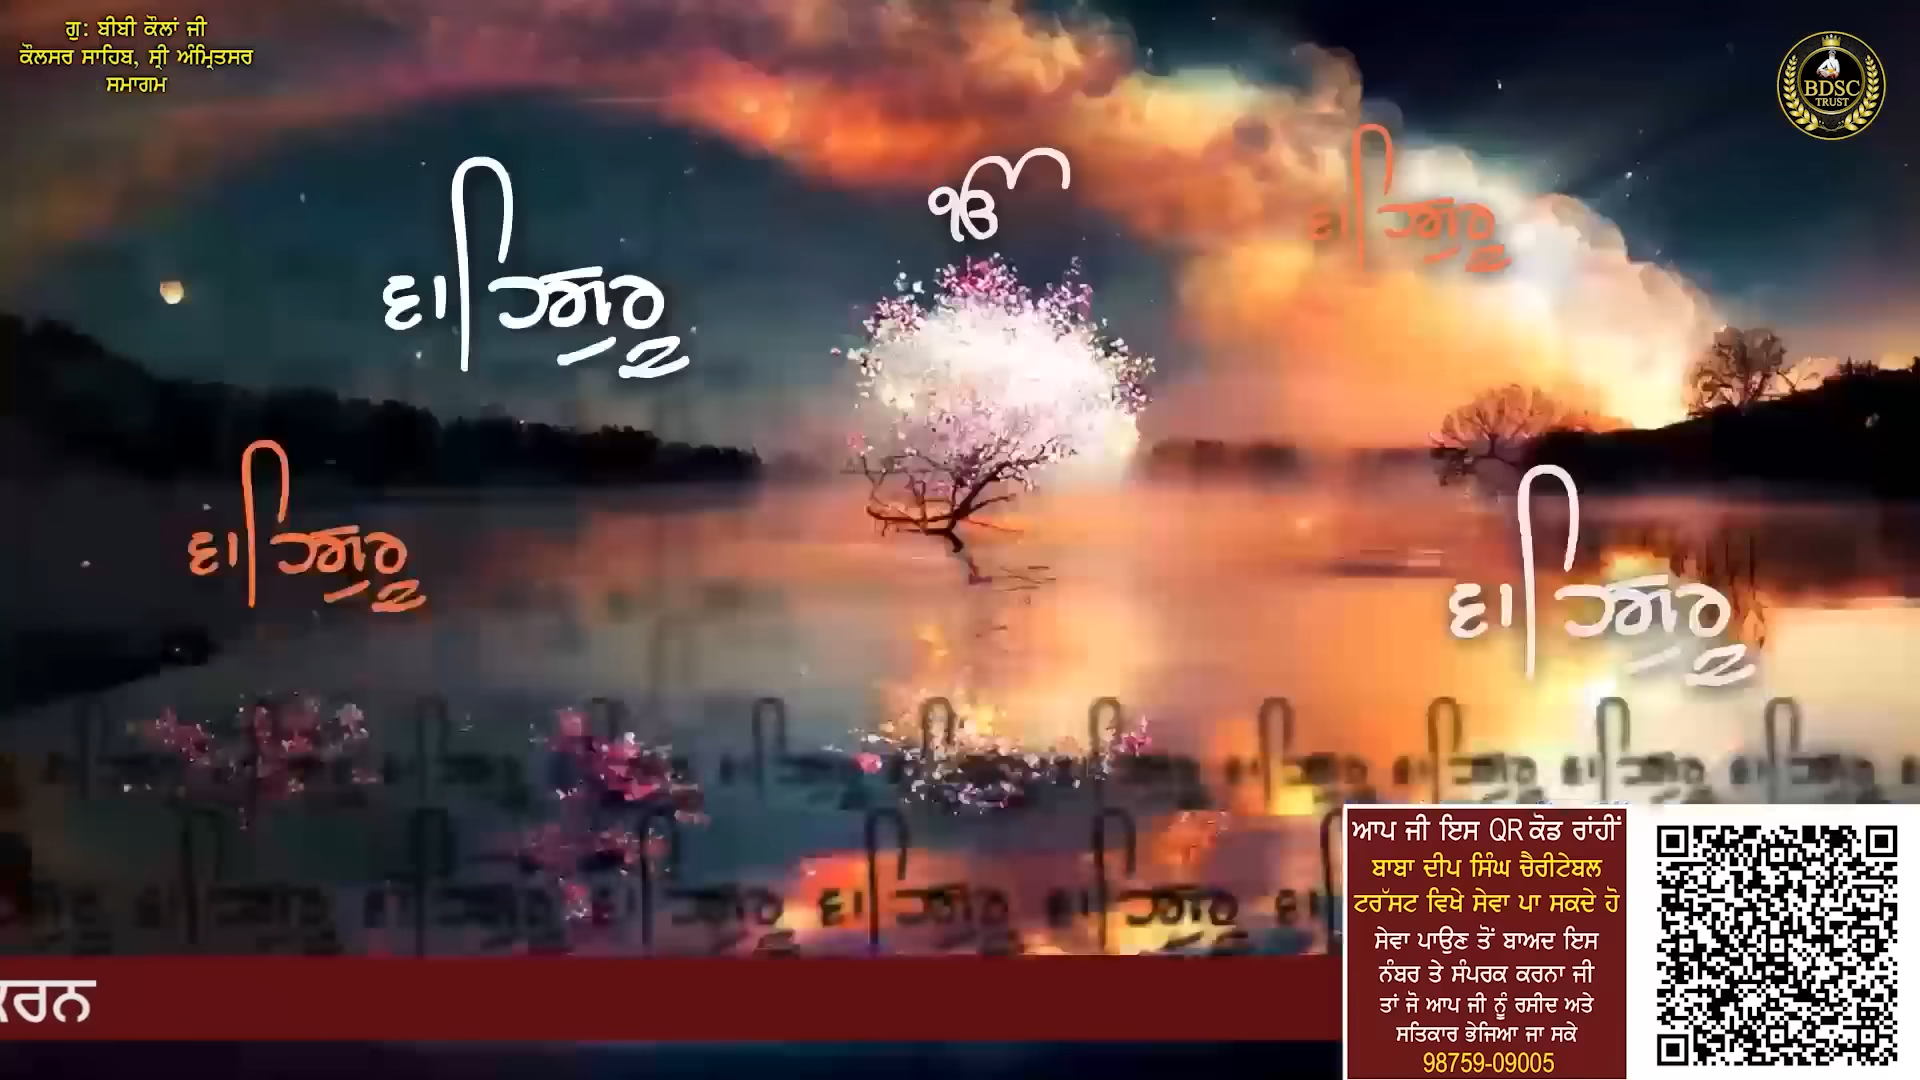 ਗੁ: ਬੀਬੀ ਕੌਲਾਂ ਜੀ
ਕੌਲਸਰ ਸਾਹਿਬ, ਸ੍ਰੀ ਅੰਮ੍ਰਿਤਸਰ
ਸਮਾਗਮ
BDSC
TRUST
ੴ
ਵਾਹਿਗੁਰੂ
ਵਾਹਿਗੁਰੂ
ਵਾਹਿਗੁਰੂ
ਵਾਹਿਗੁਰੂ
ਵਾਹਿਗੁਰੂ ਵਾਹਿਗੁਰੂ ਵਾਹਿਗੁਰੂ ਵਾਹਿਗੁਰੂ ਵਾਹਿਗੁਰੂ ਵਾਹਿਗੁਰੂ ਵਾਹਿਗੁਰੂ ਵਾਹਿਗੁਰੂ ਵਾਹਿਗੁਰੂ ਵਾਹਿਗੁਰੂ ਵਾਹਿਗੁਰੂ
ਵਾਹਿਗੁਰੂ ਵਾਹਿਗੁਰੂ ਵਾਹਿਗੁਰੂ ਵਾਹਿਗੁਰੂ ਵਾਹਿਗੁਰੂ
ਕਰਨ
ਆਪ ਜੀ ਇਸ QR ਕੋਡ ਰਾਂਹੀਂ
ਬਾਬਾ ਦੀਪ ਸਿੰਘ ਚੈਰੀਟੇਬਲ
ਟਰੱਸਟ ਵਿਖੇ ਸੇਵਾ ਪਾ ਸਕਦੇ ਹੋ
ਸੇਵਾ ਪਾਉਣ ਤੋਂ ਬਾਅਦ ਇਸ
ਨੰਬਰ ਤੇ ਸੰਪਰਕ ਕਰਨਾ ਜੀ
ਤਾਂ ਜੋ ਆਪ ਜੀ ਨੂੰ ਰਸੀਦ ਅਤੇ
ਸਤਿਕਾਰ ਭੇਜਿਆ ਜਾ ਸਕੇ
98759-09005